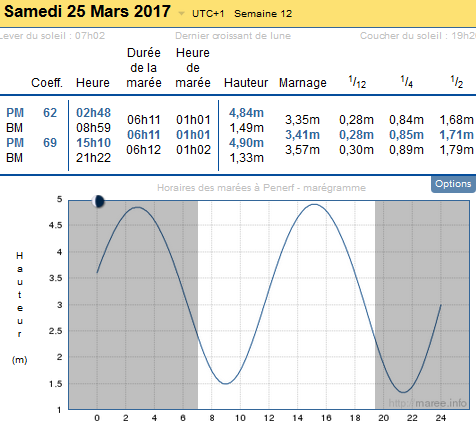 Samedi 25 Mars 2017 UTC+1 Semaine 12
Lever du soleil : 07h02 Dernier croissant de lune Coucher du soleil : 19h2
Durée Heure
de la de
Coeff. Heure marée marée Hauteur Marnage 1/12 1/4 1/2
PM 62 02h48 4,84m
06h11 01h01 3,35m 0,28m 0,84m 1,68m
BM 08h59 1,49m
06h11 01h01 3,41m 0,28m 0,85m 1,71m
PM 69 15h10 4,90m
06h12 01h02 3,57m 0,30m 0,89m 1,79m
BM 21h22 1,33m
Options
Horaires des marées à Penerf - marégramme
5
4.5
4
3.5
3
2.5
2
1.5
1
Hauteur
(m)
http://maree.info
0 2 4 6 8 10 12 14 16 18 20 22 24